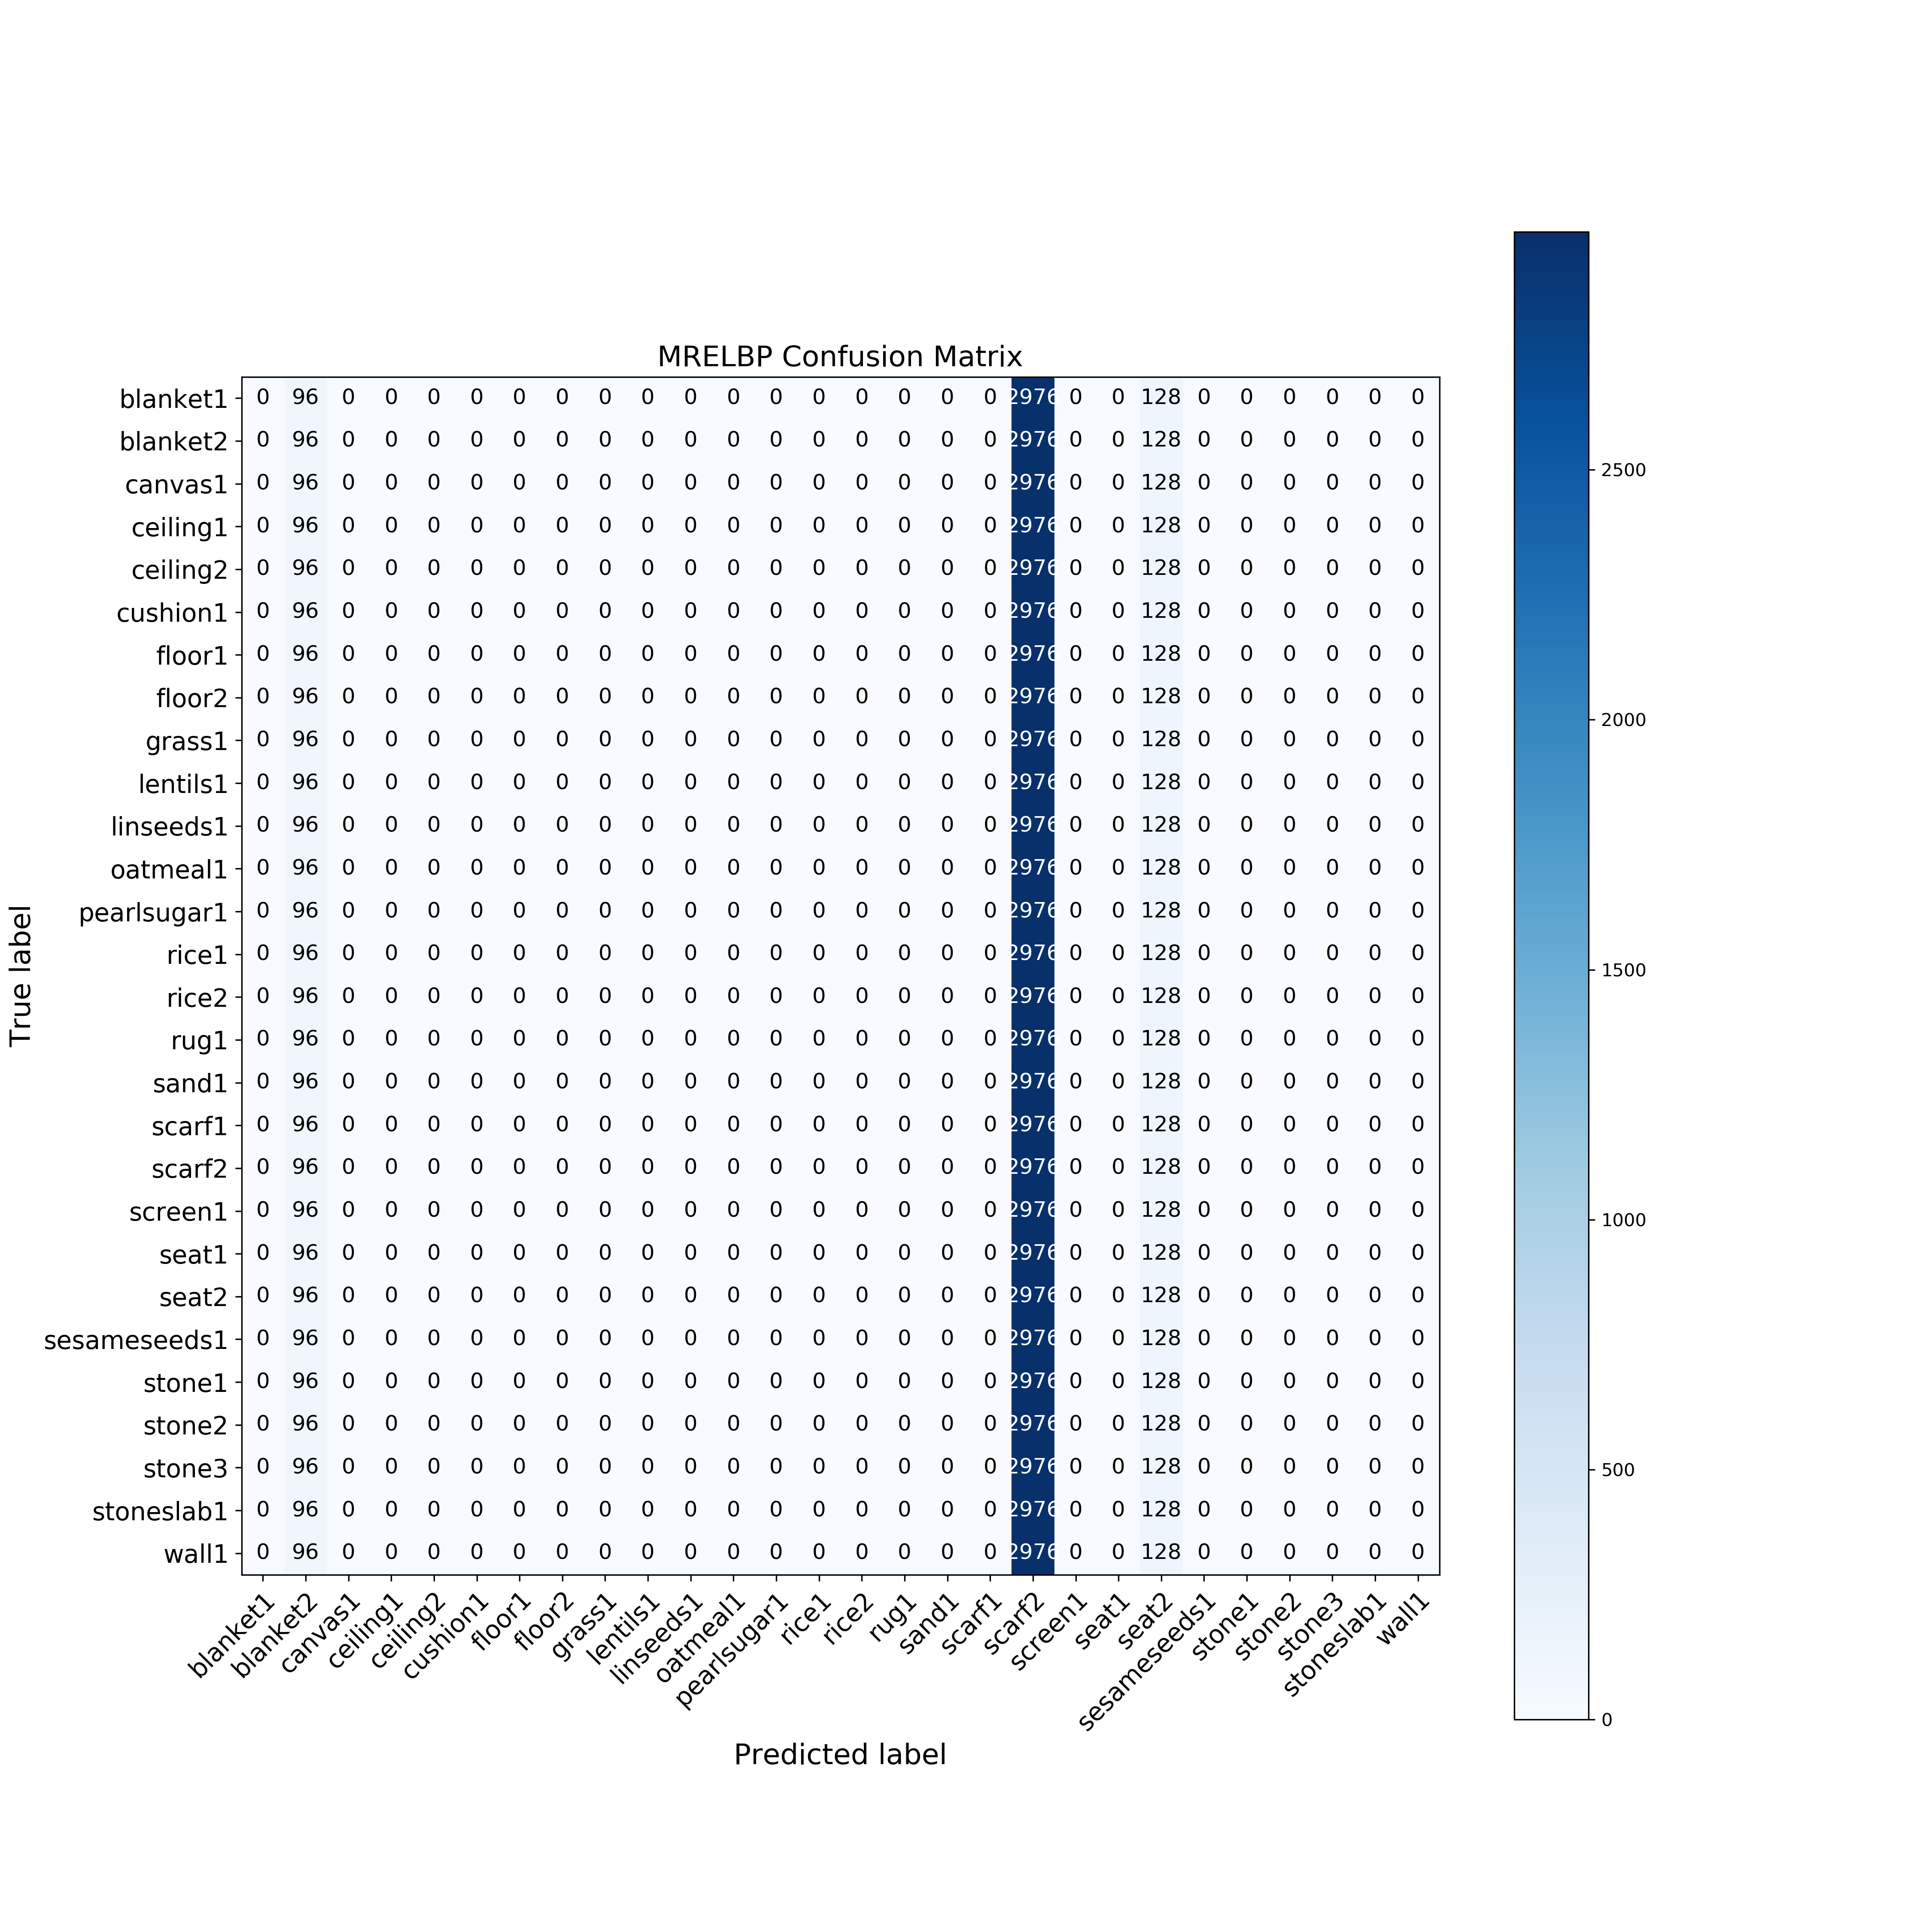 MRELBP Confusion Matrix
blanket1 0 96 0 0 0 0 0 0 0 0 0 0 0 0 0 0 0 0 2976 0 0 128 0 0 0 0 0 0
blanket2 0 96 0 0 0 0 0 0 0 0 0 0 0 0 0 0 0 0 2976 0 0 128 0 0 0 0 0 0
canvas1 0 96 0 0 0 0 0 0 0 0 0 0 0 0 0 0 0 0 2976 0 0 128 0 0 0 0 0 0
ceiling1 0 96 0 0 0 0 0 0 0 0 0 0 0 0 0 0 0 0 2976 0 0 128 0 0 0 0 0 0
ceiling2 0 96 0 0 0 0 0 0 0 0 0 0 0 0 0 0 0 0 2976 0 0 128 0 0 0 0 0 0
cushion1 0 96 0 0 0 0 0 0 0 0 0 0 0 0 0 0 0 0 2976 0 0 128 0 0 0 0 0 0
floor1 0 96 0 0 0 0 0 0 0 0 0 0 0 0 0 0 0 0 2976 0 0 128 0 0 0 0 0 0
floor2 0 96 0 0 0 0 0 0 0 0 0 0 0 0 0 0 0 0 2976 0 0 128 0 0 0 0 0 0
grass1 0 96 0 0 0 0 0 0 0 0 0 0 0 0 0 0 0 0 2976 0 0 128 0 0 0 0 0 0
lentils1 0 96 0 0 0 0 0 0 0 0 0 0 0 0 0 0 0 0 2976 0 0 128 0 0 0 0 0 0
linseeds1 0 96 0 0 0 0 0 0 0 0 0 0 0 0 0 0 0 0 2976 0 0 128 0 0 0 0 0 0
oatmeal1 0 96 0 0 0 0 0 0 0 0 0 0 0 0 0 0 0 0 2976 0 0 128 0 0 0 0 0 0
pearlsugar1 0 96 0 0 0 0 0 0 0 0 0 0 0 0 0 0 0 0 2976 0 0 128 0 0 0 0 0 0
rice1 0 96 0 0 0 0 0 0 0 0 0 0 0 0 0 0 0 0 2976 0 0 128 0 0 0 0 0 0
rice2 0 96 0 0 0 0 0 0 0 0 0 0 0 0 0 0 0 0 2976 0 0 128 0 0 0 0 0 0
rug1 0 96 0 0 0 0 0 0 0 0 0 0 0 0 0 0 0 0 2976 0 0 128 0 0 0 0 0 0
sand1 0 96 0 0 0 0 0 0 0 0 0 0 0 0 0 0 0 0 2976 0 0 128 0 0 0 0 0 0
scarf1 0 96 0 0 0 0 0 0 0 0 0 0 0 0 0 0 0 0 2976 0 0 128 0 0 0 0 0 0
scarf2 0 96 0 0 0 0 0 0 0 0 0 0 0 0 0 0 0 0 2976 0 0 128 0 0 0 0 0 0
screen1 0 96 0 0 0 0 0 0 0 0 0 0 0 0 0 0 0 0 2976 0 0 128 0 0 0 0 0 0
seat1 0 96 0 0 0 0 0 0 0 0 0 0 0 0 0 0 0 0 2976 0 0 128 0 0 0 0 0 0
seat2 0 96 0 0 0 0 0 0 0 0 0 0 0 0 0 0 0 0 2976 0 0 128 0 0 0 0 0 0
sesameseeds1 0 96 0 0 0 0 0 0 0 0 0 0 0 0 0 0 0 0 2976 0 0 128 0 0 0 0 0 0
stone1 0 96 0 0 0 0 0 0 0 0 0 0 0 0 0 0 0 0 2976 0 0 128 0 0 0 0 0 0
stone2 0 96 0 0 0 0 0 0 0 0 0 0 0 0 0 0 0 0 2976 0 0 128 0 0 0 0 0 0
stone3 0 96 0 0 0 0 0 0 0 0 0 0 0 0 0 0 0 0 2976 0 0 128 0 0 0 0 0 0
stoneslab1 0 96 0 0 0 0 0 0 0 0 0 0 0 0 0 0 0 0 2976 0 0 128 0 0 0 0 0 0
wall1 0 96 0 0 0 0 0 0 0 0 0 0 0 0 0 0 0 0 2976 0 0 128 0 0 0 0 0 0
True label
blanket1 blanket2 canvas1 ceiling1 ceiling2 cushion1 floor1 floor2 grass1 lentils1 linseeds1 oatmeal1 pearlsugar1 rice1 rice2 rug1 sand1 scarf1 scarf2 screen1 seat1 seat2 sesameseeds1 stone1 stone2 stone3 stoneslab1 wall1
Predicted label
2500
2000
1500
1000
500
0